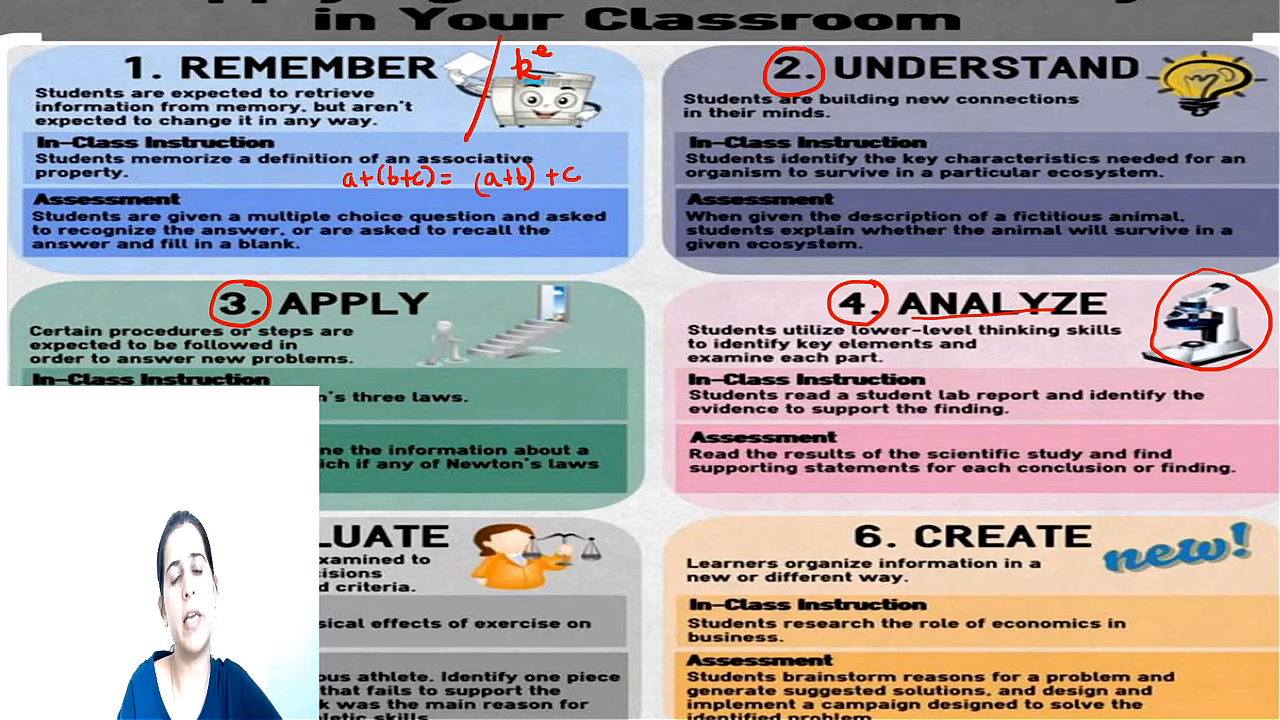 in Your Classroom
1. REMEMBER
Students are expected to retrieve
information from memory, but aren't
expected to change it in any way.
In-Class Instruction
Students memorize a definition of an associative
property.
a+(b+c) = (a+b)+c
Assessment
Students are given a multiple choice question and asked
to recognize the answer, or are asked to recall the
answer and fill in a blank.
2. UNDERSTAND
Students are building new connections
in their minds.
In-Class Instruction
Students identify the key characteristics needed for an
organism to survive in a particular ecosystem.
Assessment
When given the description of a fictitious animal,
students explain whether the animal will survive in a
given ecosystem.
3. APPLY
Certain procedures or steps are
expected to be followed in
order to answer new problems.
In-Class Instruction
's three laws.
the information about a
if any of Newton's laws
4. ANALYZE
Students utilize lower-level thinking skills
to identify key elements and
examine each part.
In-Class Instruction
Students read a student lab report and identify the
evidence to support the finding.
Assessment
Read the results of the scientific study and find
supporting statements for each conclusion or finding.
LUATE
xamined to
cisions
d criteria.
sical effects of exercise on
ous athlete. Identify one piece
that fails to support the
k was the main reason for
letic skills.
6. CREATE
new!
Learners organize information in a
new or different way.
In-Class Instruction
Students research the role of economics in
business.
Assessment
Students brainstorm reasons for a problem and
generate suggested solutions, and design and
implement a campaign designed to solve the
identified problem.